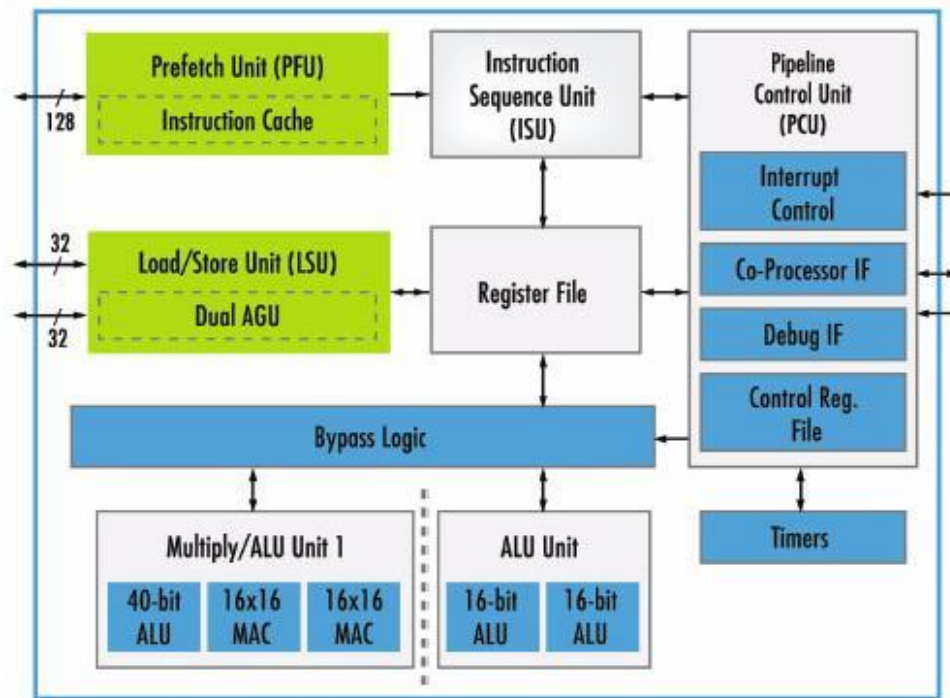 Prefetch Unit (PFU)
Instruction Cache
128
Instruction
Sequence Unit
(ISU)
Pipeline
Control Unit
(PCU)
Interrupt
Control
Co-Processor IF
Debug IF
Control Reg.
File
32
Load/Store Unit (LSU)
Dual AGU
32
Register File
Bypass Logic
Multiply/ALU Unit 1
40-bit
ALU
16x16
MAC
16x16
MAC
ALU Unit
16-bit
ALU
16-bit
ALU
Timers